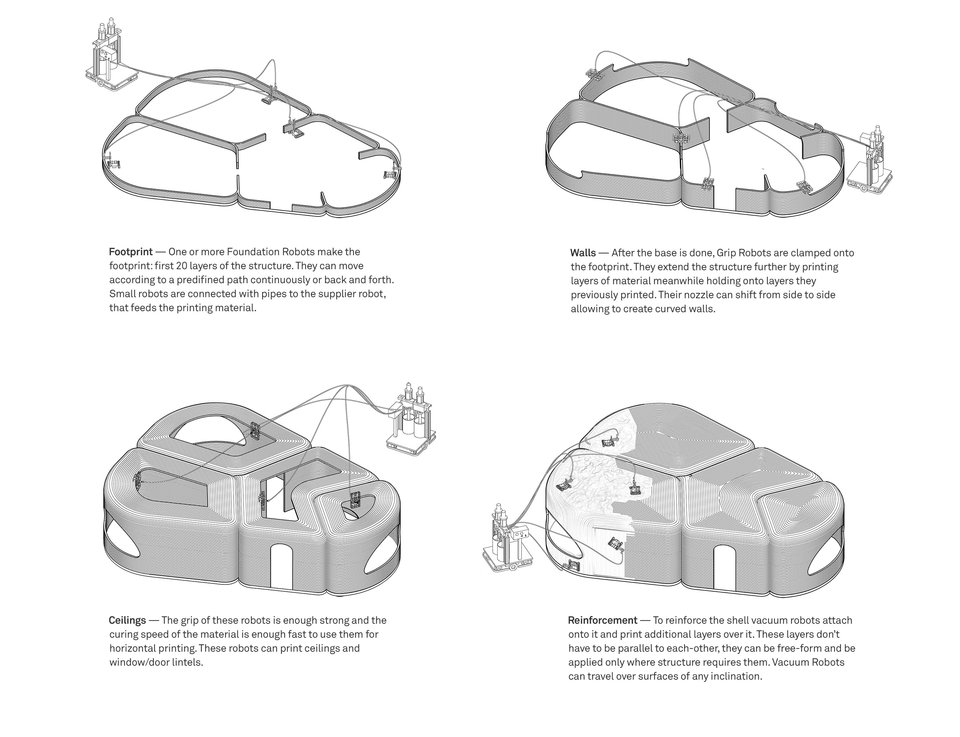 Footprint — One or more Foundation Robots make the
footprint: first 20 layers of the structure. They can move
according to a predifined path continuously or back and forth.
Small robots are connected with pipes to the supplier robot,
that feeds the printing material.
Walls — After the base is done, Grip Robots are clamped onto
the footprint. They extend the structure further by printing
layers of material meanwhile holding onto layers they
previously printed. Their nozzle can shift from side to side
allowing to create curved walls.
Ceilings — The grip of these robots is enough strong and the
curing speed of the material is enough fast to use them for
horizontal printing. These robots can print ceilings and
window/door lintels.
Reinforcement — To reinforce the shell vacuum robots attach
onto it and print additional layers over it. These layers don't
have to be parallel to each-other, they can be free-form and be
applied only where structure requires them. Vacuum Robots
can travel over surfaces of any inclination.